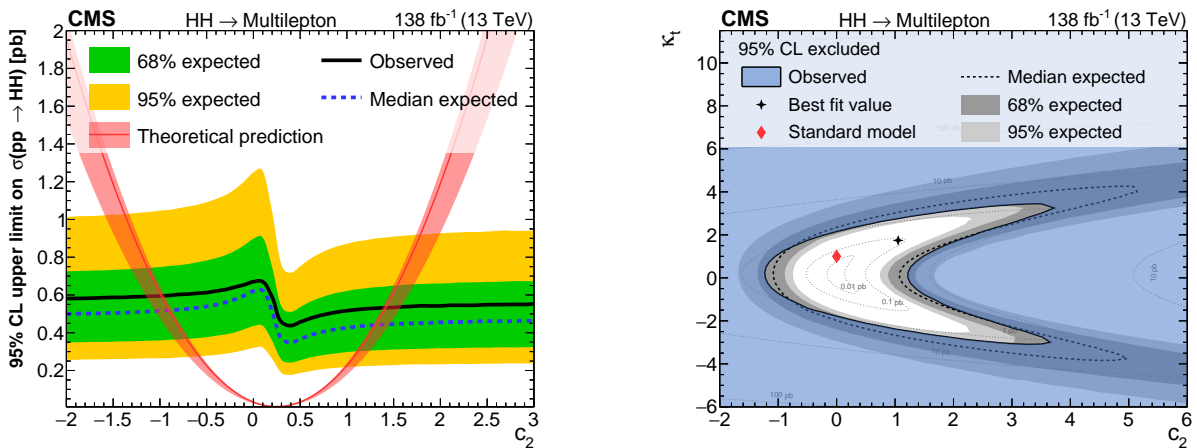 CMS HH → Multilepton 138 fb⁻¹ (13 TeV)
95% CL upper limit on σ(pp → HH) [pb]
68% expected
Observed
95% expected
Median expected
Theoretical prediction
2
1.8
1.6
1.4
1.2
1
0.8
0.6
0.4
0.2
−2 −1.5 −1 −0.5 0 0.5 1 1.5 2 2.5 3
c₂
CMS HH → Multilepton 138 fb⁻¹ (13 TeV)
κₜ
95% CL excluded
Observed
Median expected
Best fit value
68% expected
Standard model
95% expected
10
8
6
4
2
0
−2
−4
−6
100 pb
10 pb
0.01 pb
0.1 pb
10 pb
10 pb
100 pb
−2 −1 0 1 2 3 4 5 6
c₂